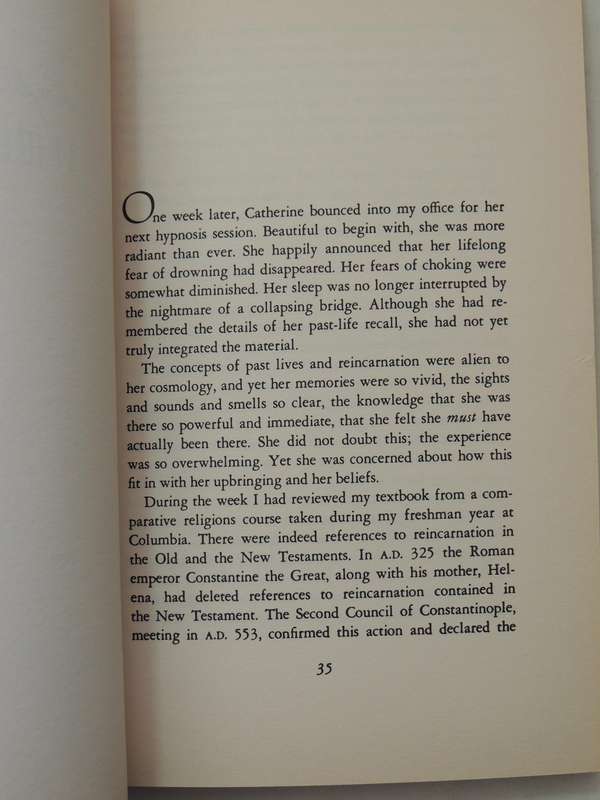 One week later, Catherine bounced into my office for her
next hypnosis session. Beautiful to begin with, she was more
radiant than ever. She happily announced that her lifelong
fear of drowning had disappeared. Her fears of choking were
somewhat diminished. Her sleep was no longer interrupted by
the nightmare of a collapsing bridge. Although she had re-
membered the details of her past-life recall, she had not yet
truly integrated the material.
The concepts of past lives and reincarnation were alien to
her cosmology, and yet her memories were so vivid, the sights
and sounds and smells so clear, the knowledge that she was
there so powerful and immediate, that she felt she must have
actually been there. She did not doubt this; the experience
was so overwhelming. Yet she was concerned about how this
fit in with her upbringing and her beliefs.
During the week I had reviewed my textbook from a com-
parative religions course taken during my freshman year at
Columbia. There were indeed references to reincarnation in
the Old and the New Testaments. In A.D. 325 the Roman
emperor Constantine the Great, along with his mother, Hel-
ena, had deleted references to reincarnation contained in
the New Testament. The Second Council of Constantinople,
meeting in A.D. 553, confirmed this action and declared the
35